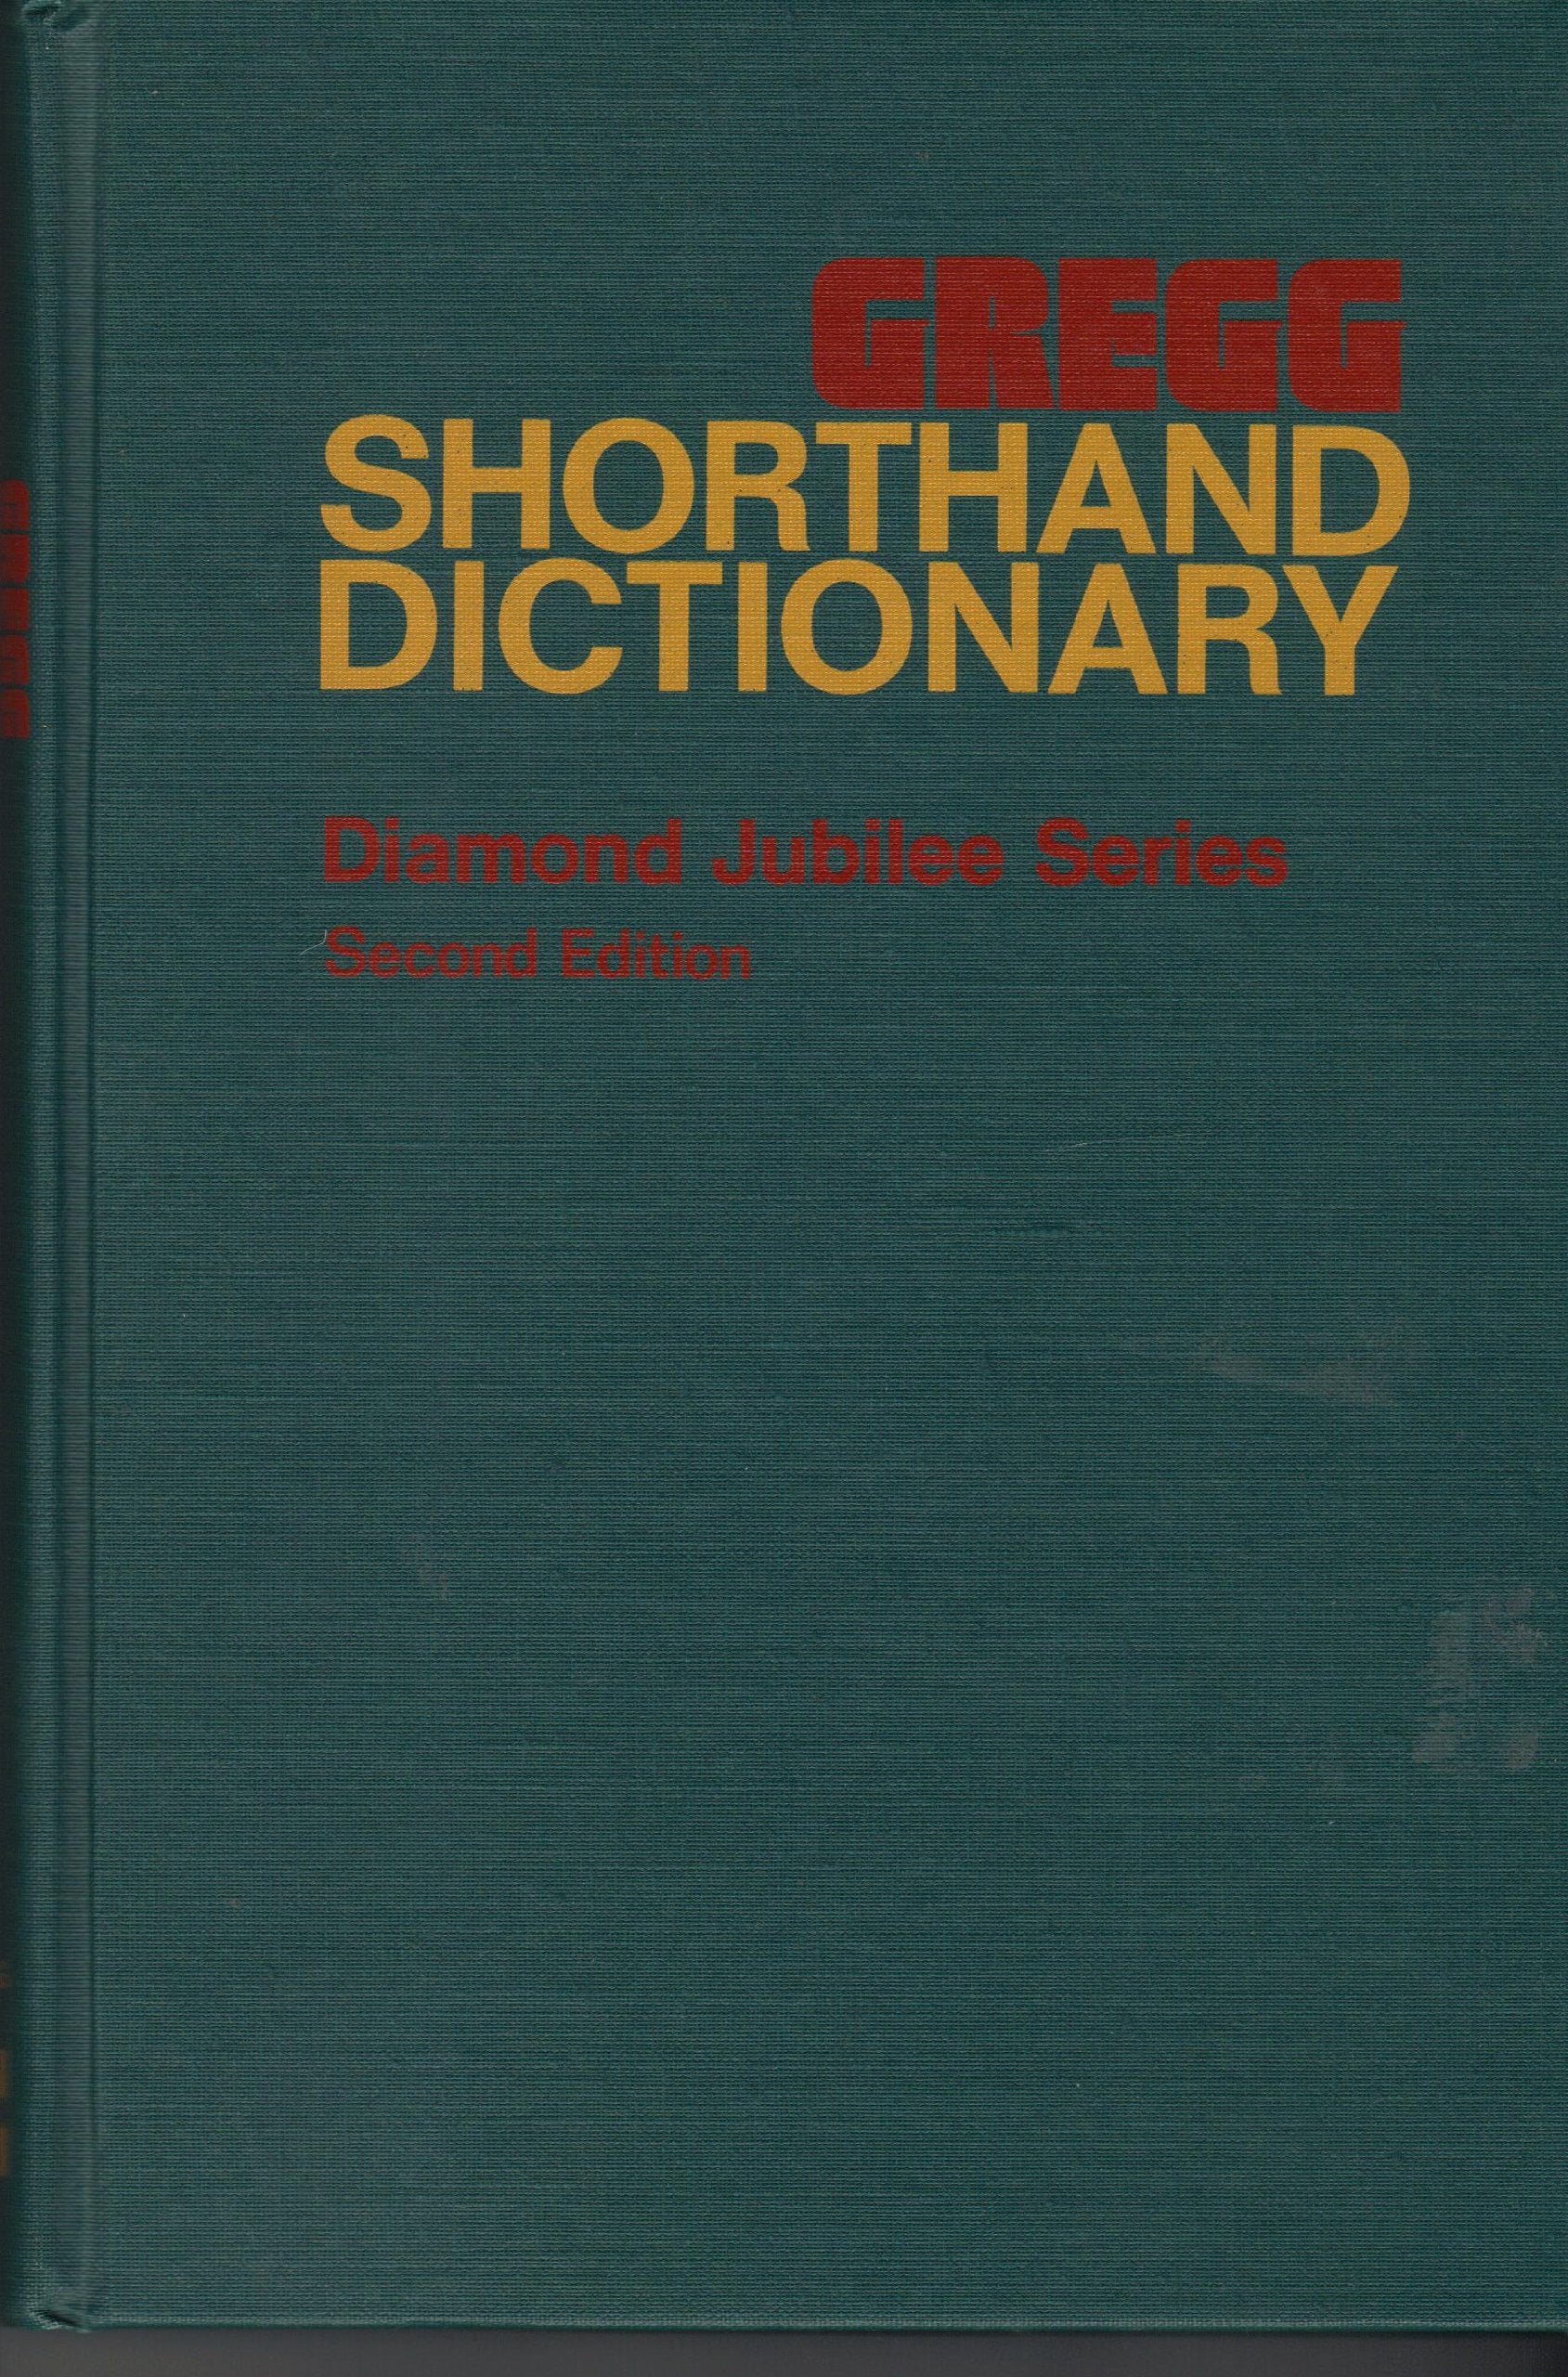 GREGG
SHORTHAND
DICTIONARY
Diamond Jubilee Series
Second Edition